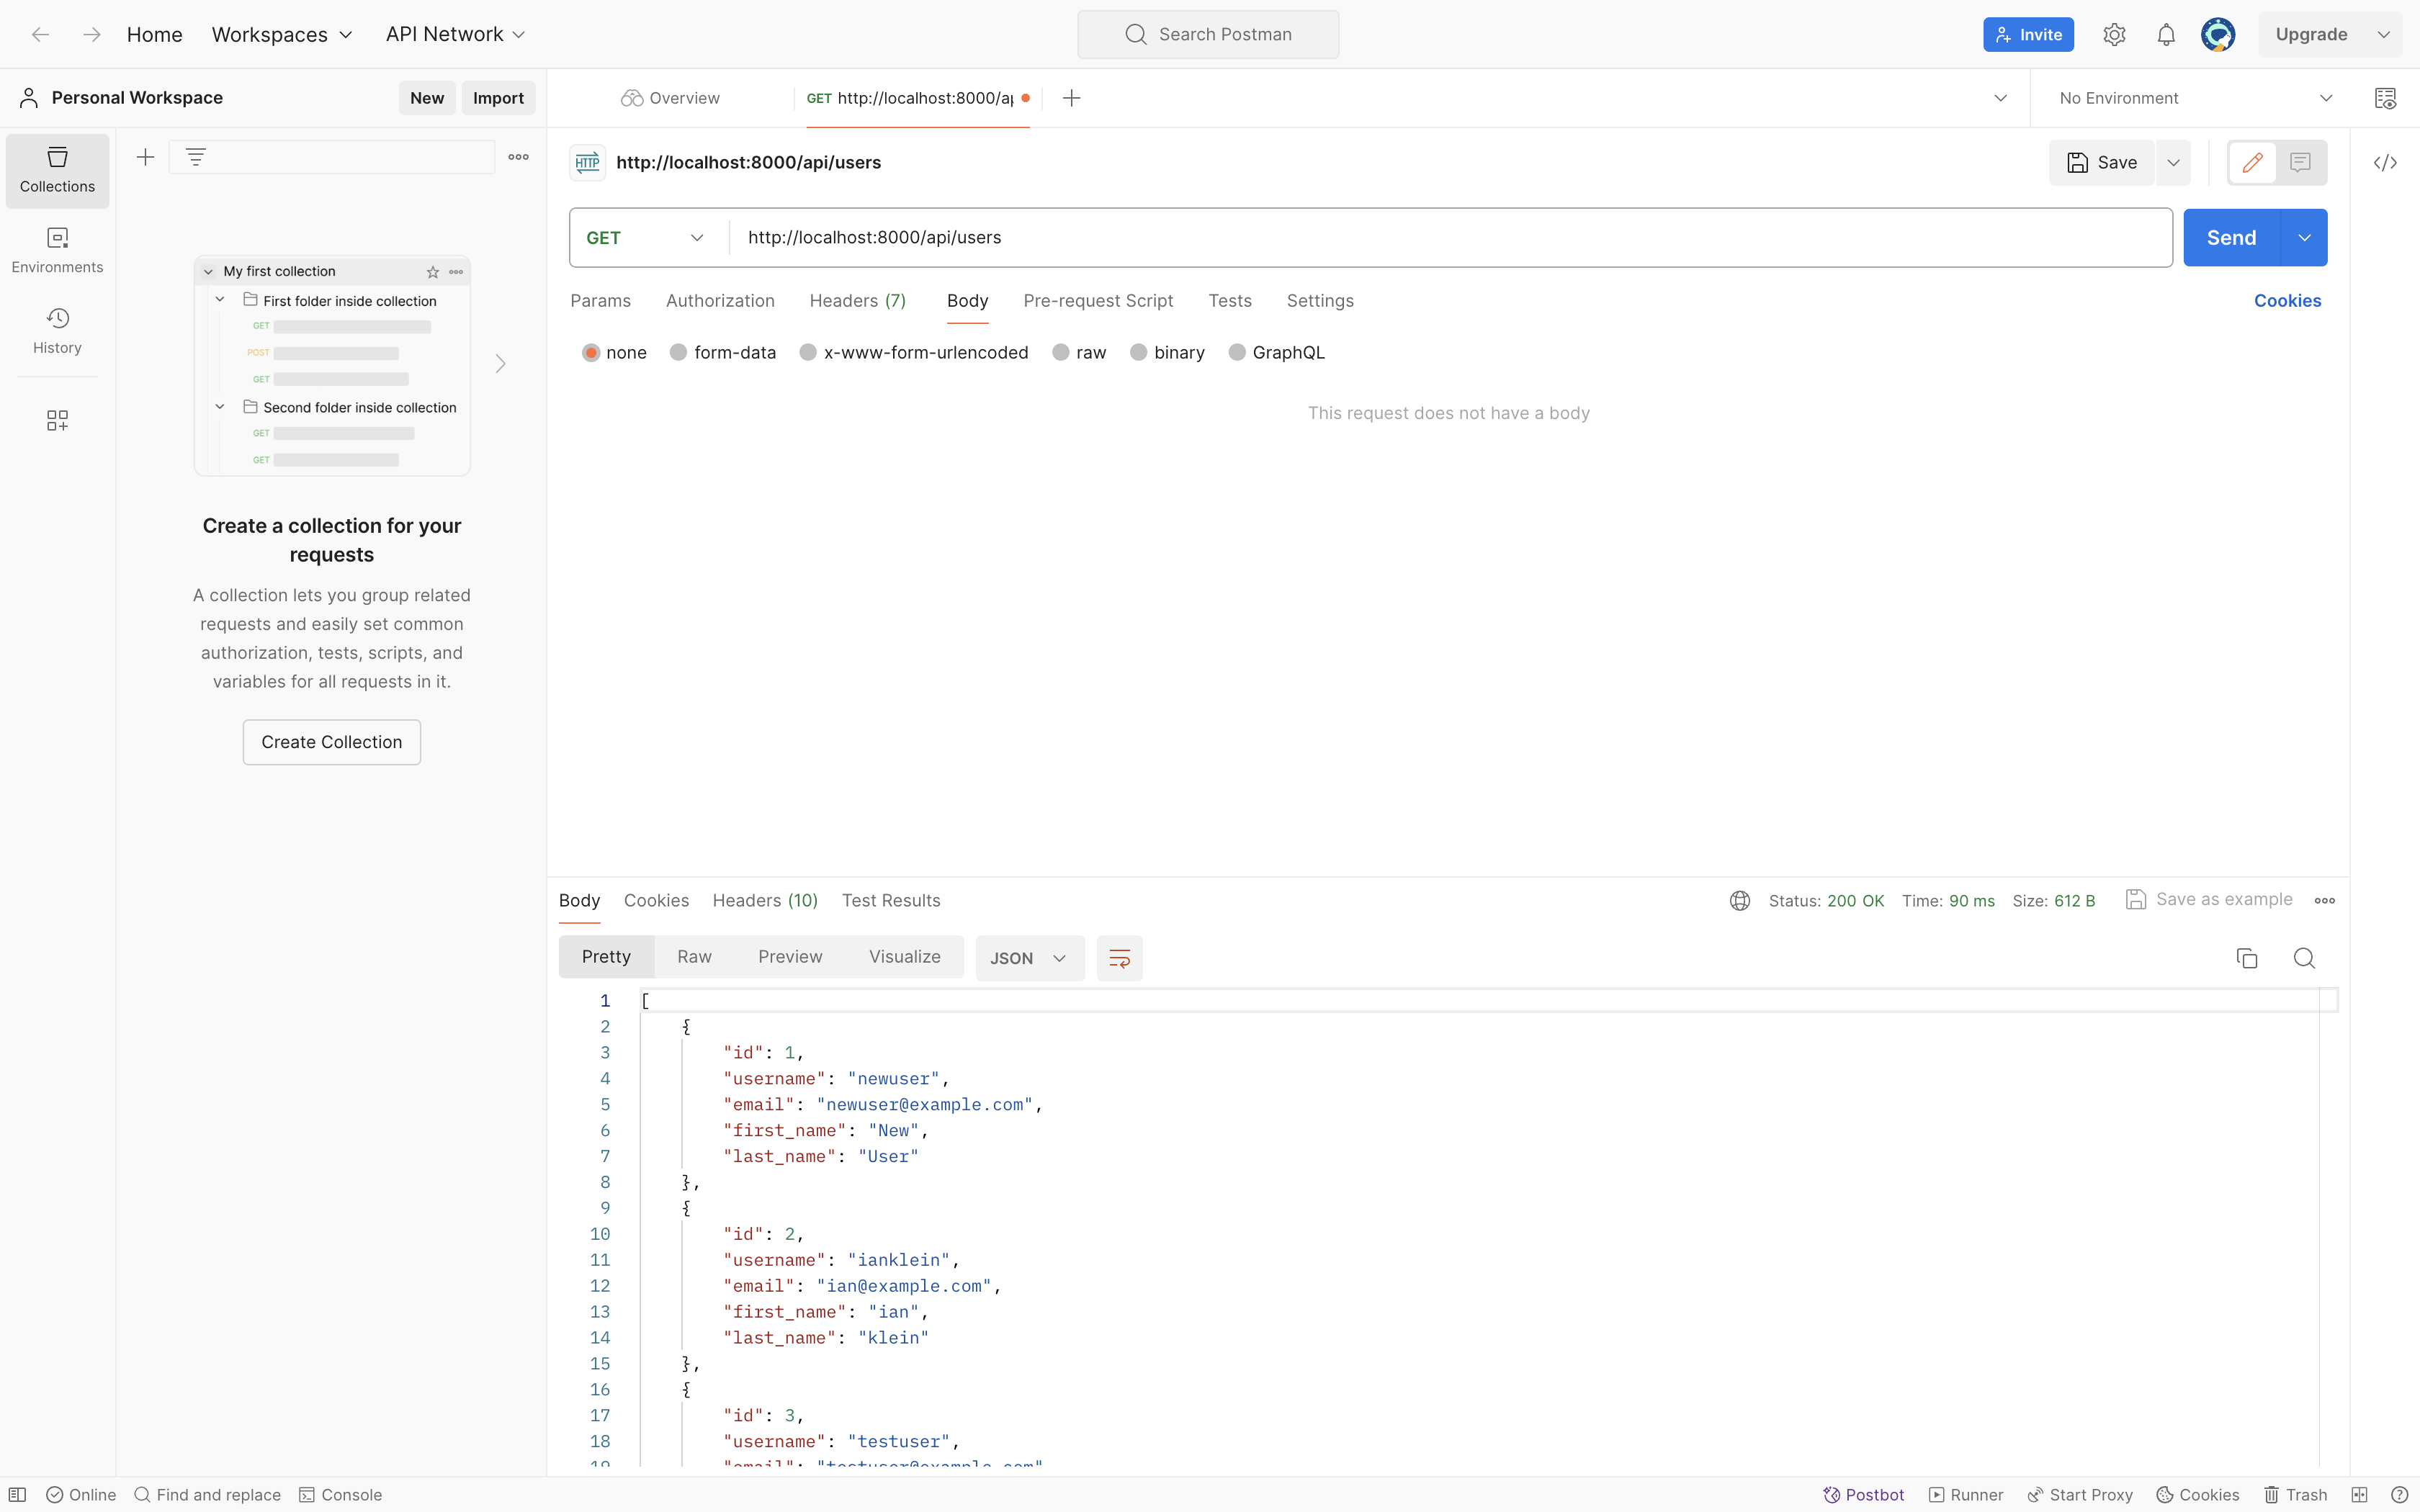 Home Workspaces API Network Search Postman Invite Upgrade
Personal Workspace New Import Overview GET http://localhost:8000/ap No Environment
Collections
Environments
History
My first collection
First folder inside collection
GET
POST
GET
Second folder inside collection
GET
GET
Create a collection for your
requests
A collection lets you group related
requests and easily set common
authorization, tests, scripts, and
variables for all requests in it.
Create Collection
HTTP http://localhost:8000/api/users Save
GET http://localhost:8000/api/users Send
Params Authorization Headers (7) Body Pre-request Script Tests Settings Cookies
none form-data x-www-form-urlencoded raw binary GraphQL
This request does not have a body
Body Cookies Headers (10) Test Results Status: 200 OK Time: 90 ms Size: 612 B Save as example
Pretty Raw Preview Visualize JSON
1 [
2 {
3 "id": 1,
4 "username": "newuser",
5 "email": "newuser@example.com",
6 "first_name": "New",
7 "last_name": "User"
8 },
9 {
10 "id": 2,
11 "username": "ianklein",
12 "email": "ian@example.com",
13 "first_name": "ian",
14 "last_name": "klein"
15 },
16 {
17 "id": 3,
18 "username": "testuser",
19 "email": "testuser@example.com"
Online Find and replace Console Postbot Runner Start Proxy Cookies Trash